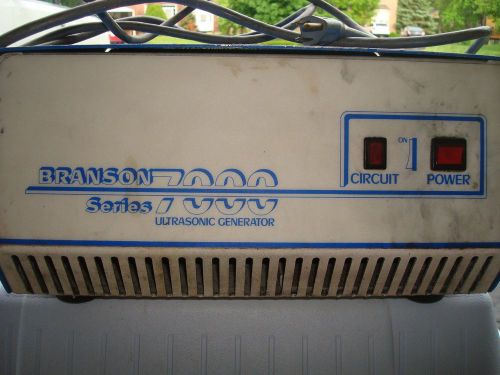 BRANSON 7000
Series
ULTRASONIC GENERATOR
ON 1
CIRCUIT POWER